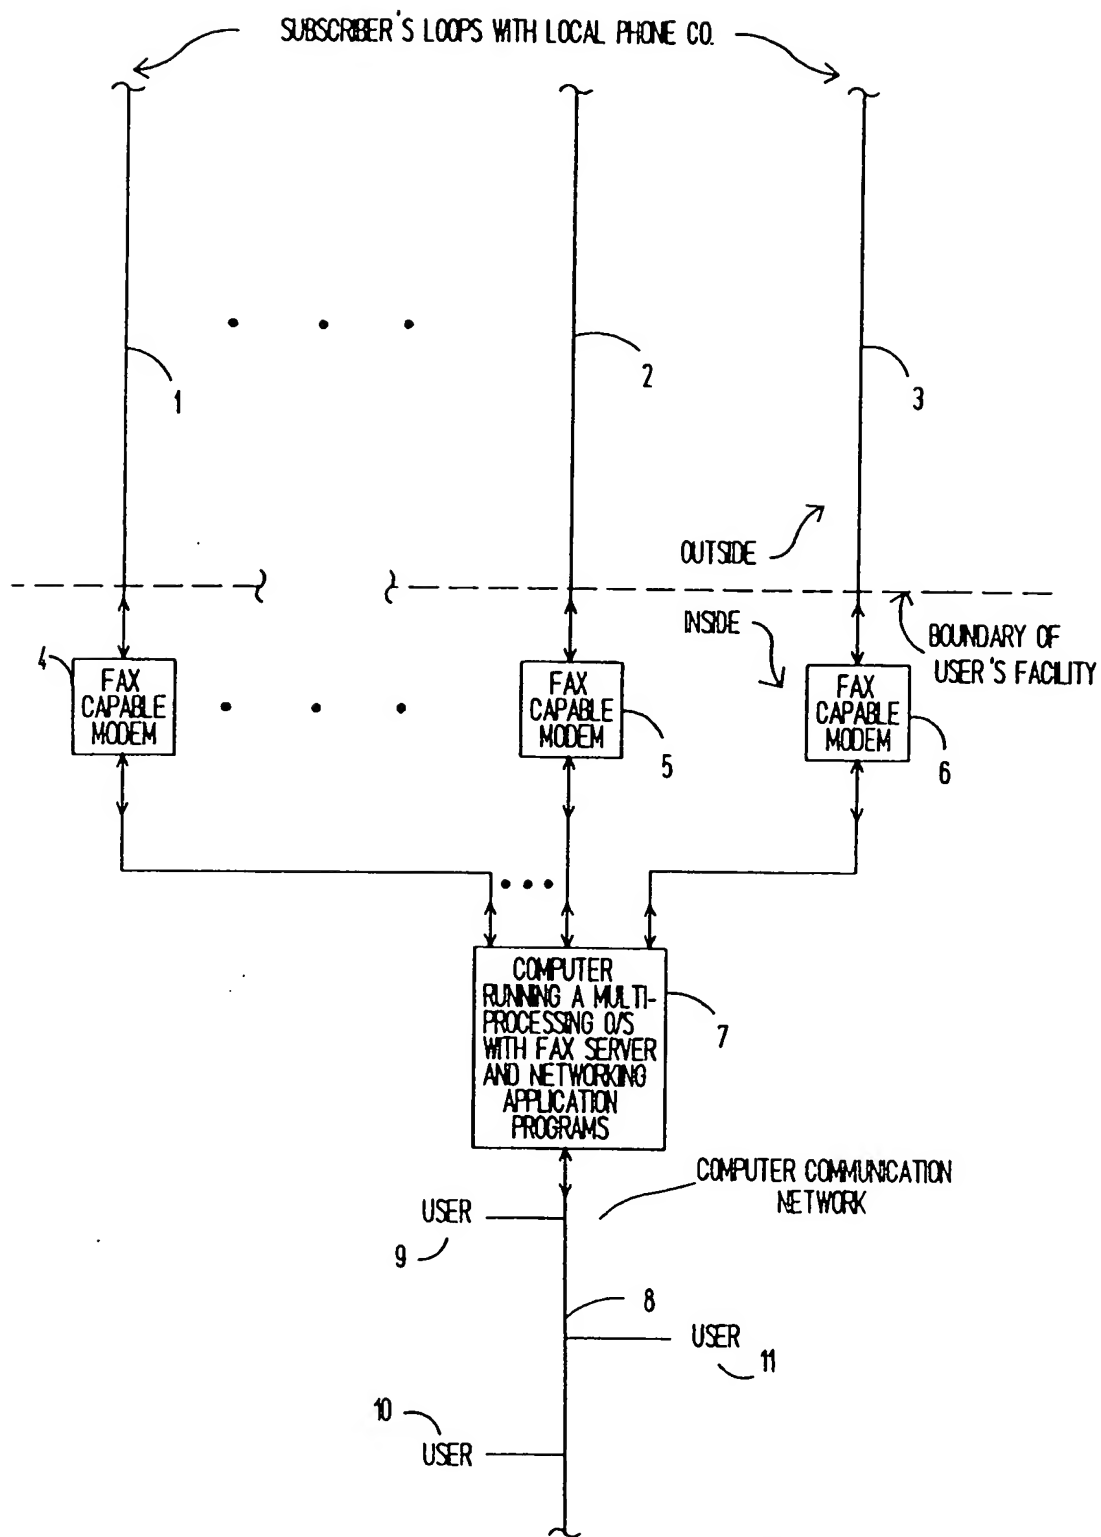 SUBSCRIBER'S LOOPS WITH LOCAL PHONE CO.
1
2
3
OUTSIDE
INSIDE
BOUNDARY OF
USER'S FACILITY
4
FAX
CAPABLE
MODEM
FAX
CAPABLE
MODEM
5
FAX
CAPABLE
MODEM
6
COMPUTER
RUNNING A MULTI-
PROCESSING O/S
WITH FAX SERVER
AND NETWORKING
APPLICATION
PROGRAMS
7
COMPUTER COMMUNICATION
NETWORK
USER
9
8
USER
11
10
USER